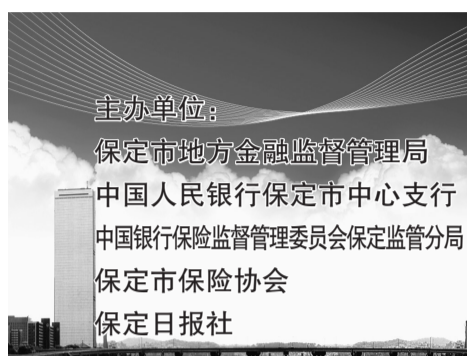 主办单位：
保定市地方金融监督管理局
中国人民银行保定市中心支行
中国银行保险监督管理委员会保定监管分局
保定市保险协会
保定日报社